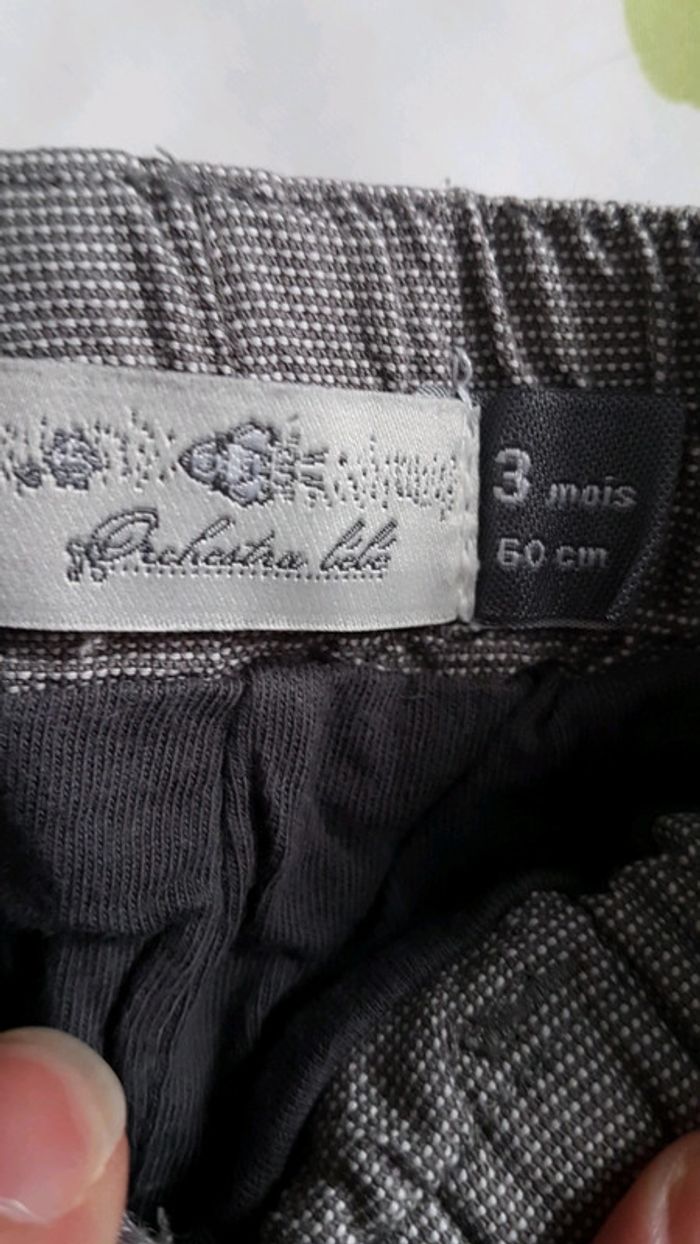 Orchestra bébé
3 mois
60 cm